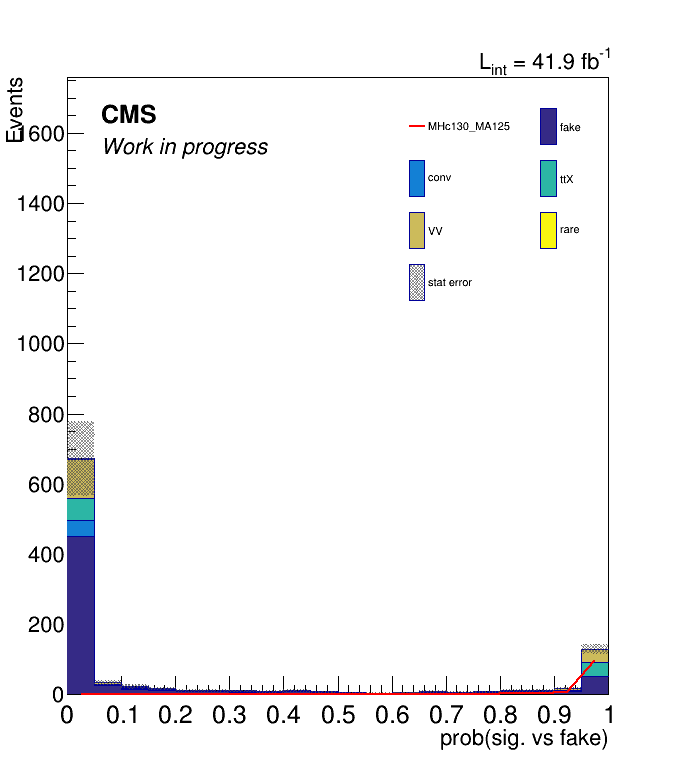 L_int = 41.9 fb^-1
Events
CMS
Work in progress
MHc130_MA125
fake
conv
ttX
VV
rare
stat error
1600
1400
1200
1000
800
600
400
200
0
0 0.1 0.2 0.3 0.4 0.5 0.6 0.7 0.8 0.9 1
prob(sig. vs fake)